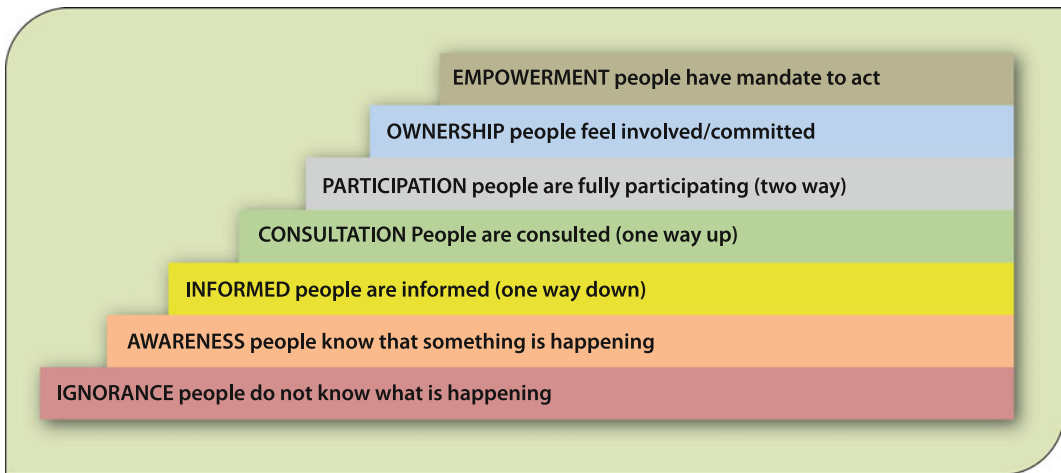 EMPOWERMENT people have mandate to act
OWNERSHIP people feel involved/committed
PARTICIPATION people are fully participating (two way)
CONSULTATION People are consulted (one way up)
INFORMED people are informed (one way down)
AWARENESS people know that something is happening
IGNORANCE people do not know what is happening